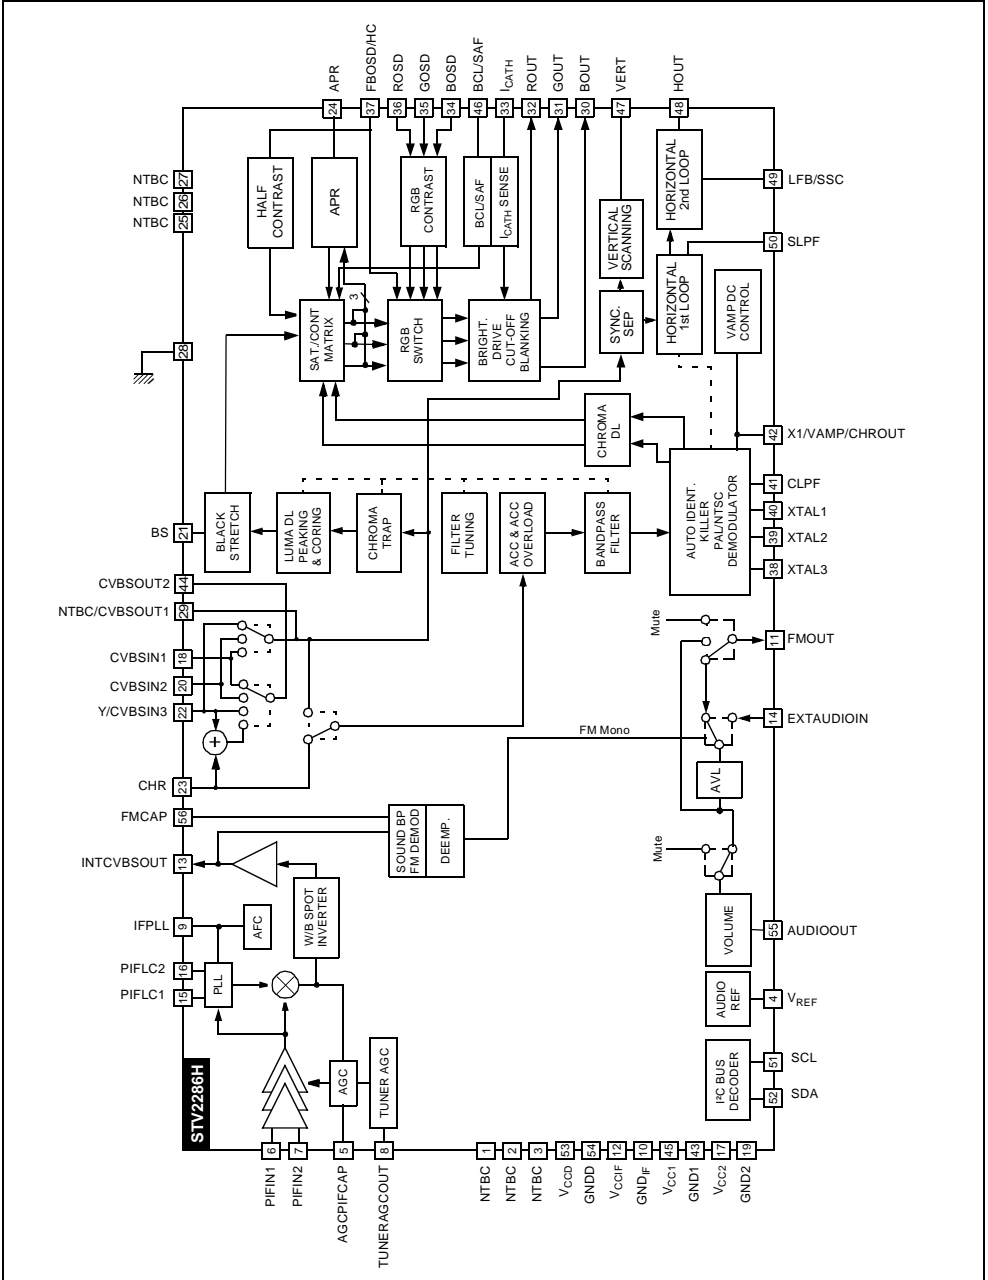 APR
FBOSD/HC
ROSD
GOSD
BOSD
BCL/SAF
ICATH
ROUT
GOUT
BOUT
VERT
HOUT
24
37
36
35
34
46
33
32
31
30
47
48
NTBC
27
NTBC
26
NTBC
25
HALF
CONTRAST
APR
RGB
CONTRAST
BCL/SAF
ICATH SENSE
VERTICAL
SCANNING
HORIZONTAL
2nd LOOP
49
LFB/SSC
50
SLPF
28
3
SAT./CONT
MATRIX
RGB
SWITCH
BRIGHT.
DRIVE
CUT-OFF
BLANKING
SYNC.
SEP
HORIZONTAL
1st LOOP
VAMP DC
CONTROL
CHROMA
DL
42
X1/VAMP/CHROUT
41
CLPF
40
XTAL1
39
XTAL2
38
XTAL3
BS
21
BLACK
STRETCH
LUMA DL
PEAKING
& CORING
CHROMA
TRAP
FILTER
TUNING
ACC & ACC
OVERLOAD
BANDPASS
FILTER
AUTO IDENT.
KILLER
PAL/NTSC
DEMODULATOR
CVBSOUT2
44
NTBC/CVBSOUT1
29
CVBSIN1
18
CVBSIN2
20
Y/CVBSIN3
22
+
CHR
23
Mute
11
FMOUT
FM Mono
14
EXTAUDIOIN
AVL
FMCAP
56
SOUND BP
FM DEMOD
DEEMP.
Mute
INTCVBSOUT
13
W/B SPOT
INVERTER
IFPLL
9
AFC
VOLUME
55
AUDIOOUT
PIFLC2
16
PIFLC1
15
PLL
AUDIO
REF
4
VREF
STV2286H
AGC
TUNER AGC
I²C BUS
DECODER
51
SCL
52
SDA
6
7
5
8
1
2
3
53
54
12
10
45
43
17
19
PIFIN1
PIFIN2
AGCPIFCAP
TUNERAGCOUT
NTBC
NTBC
NTBC
VCCD
GNDD
VCCIF
GNDIF
VCC1
GND1
VCC2
GND2